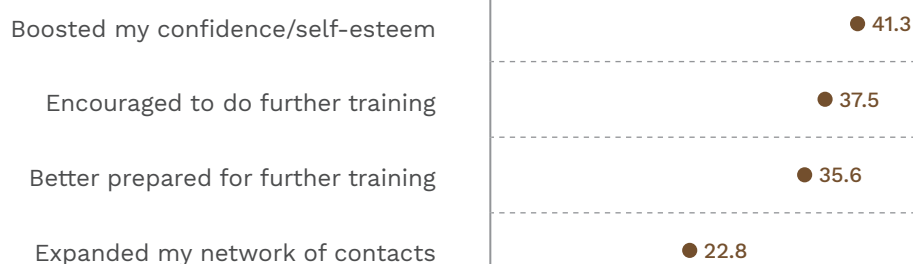 Boosted my confidence/self-esteem 41.3
Encouraged to do further training 37.5
Better prepared for further training 35.6
Expanded my network of contacts 22.8